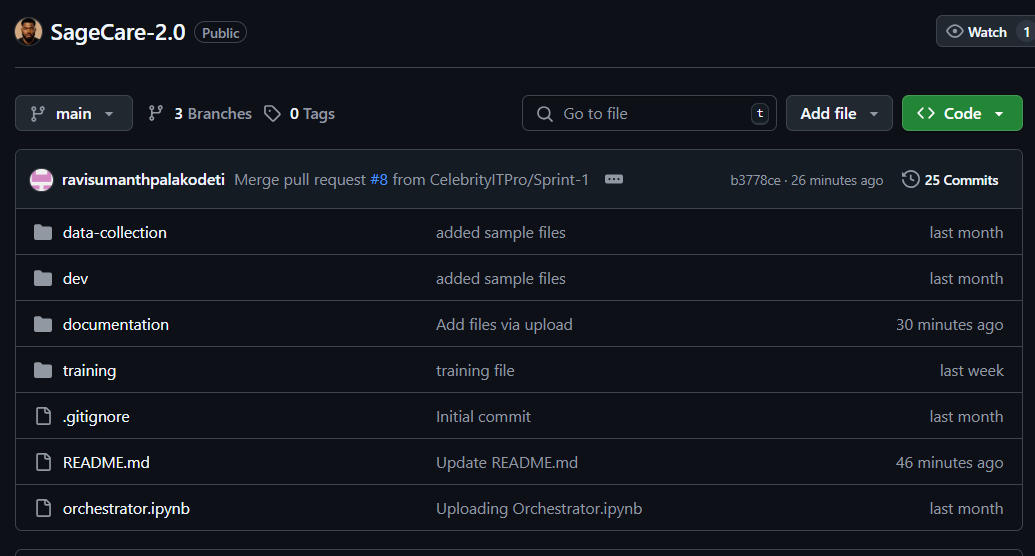 SageCare-2.0 Public Watch 1
main 3 Branches 0 Tags Go to file t Add file Code
ravisumanthpalakodeti Merge pull request #8 from CelebrityITPro/Sprint-1 b3778ce · 26 minutes ago 25 Commits
data-collection added sample files last month
dev added sample files last month
documentation Add files via upload 30 minutes ago
training training file last week
.gitignore Initial commit last month
README.md Update README.md 46 minutes ago
orchestrator.ipynb Uploading Orchestrator.ipynb last month